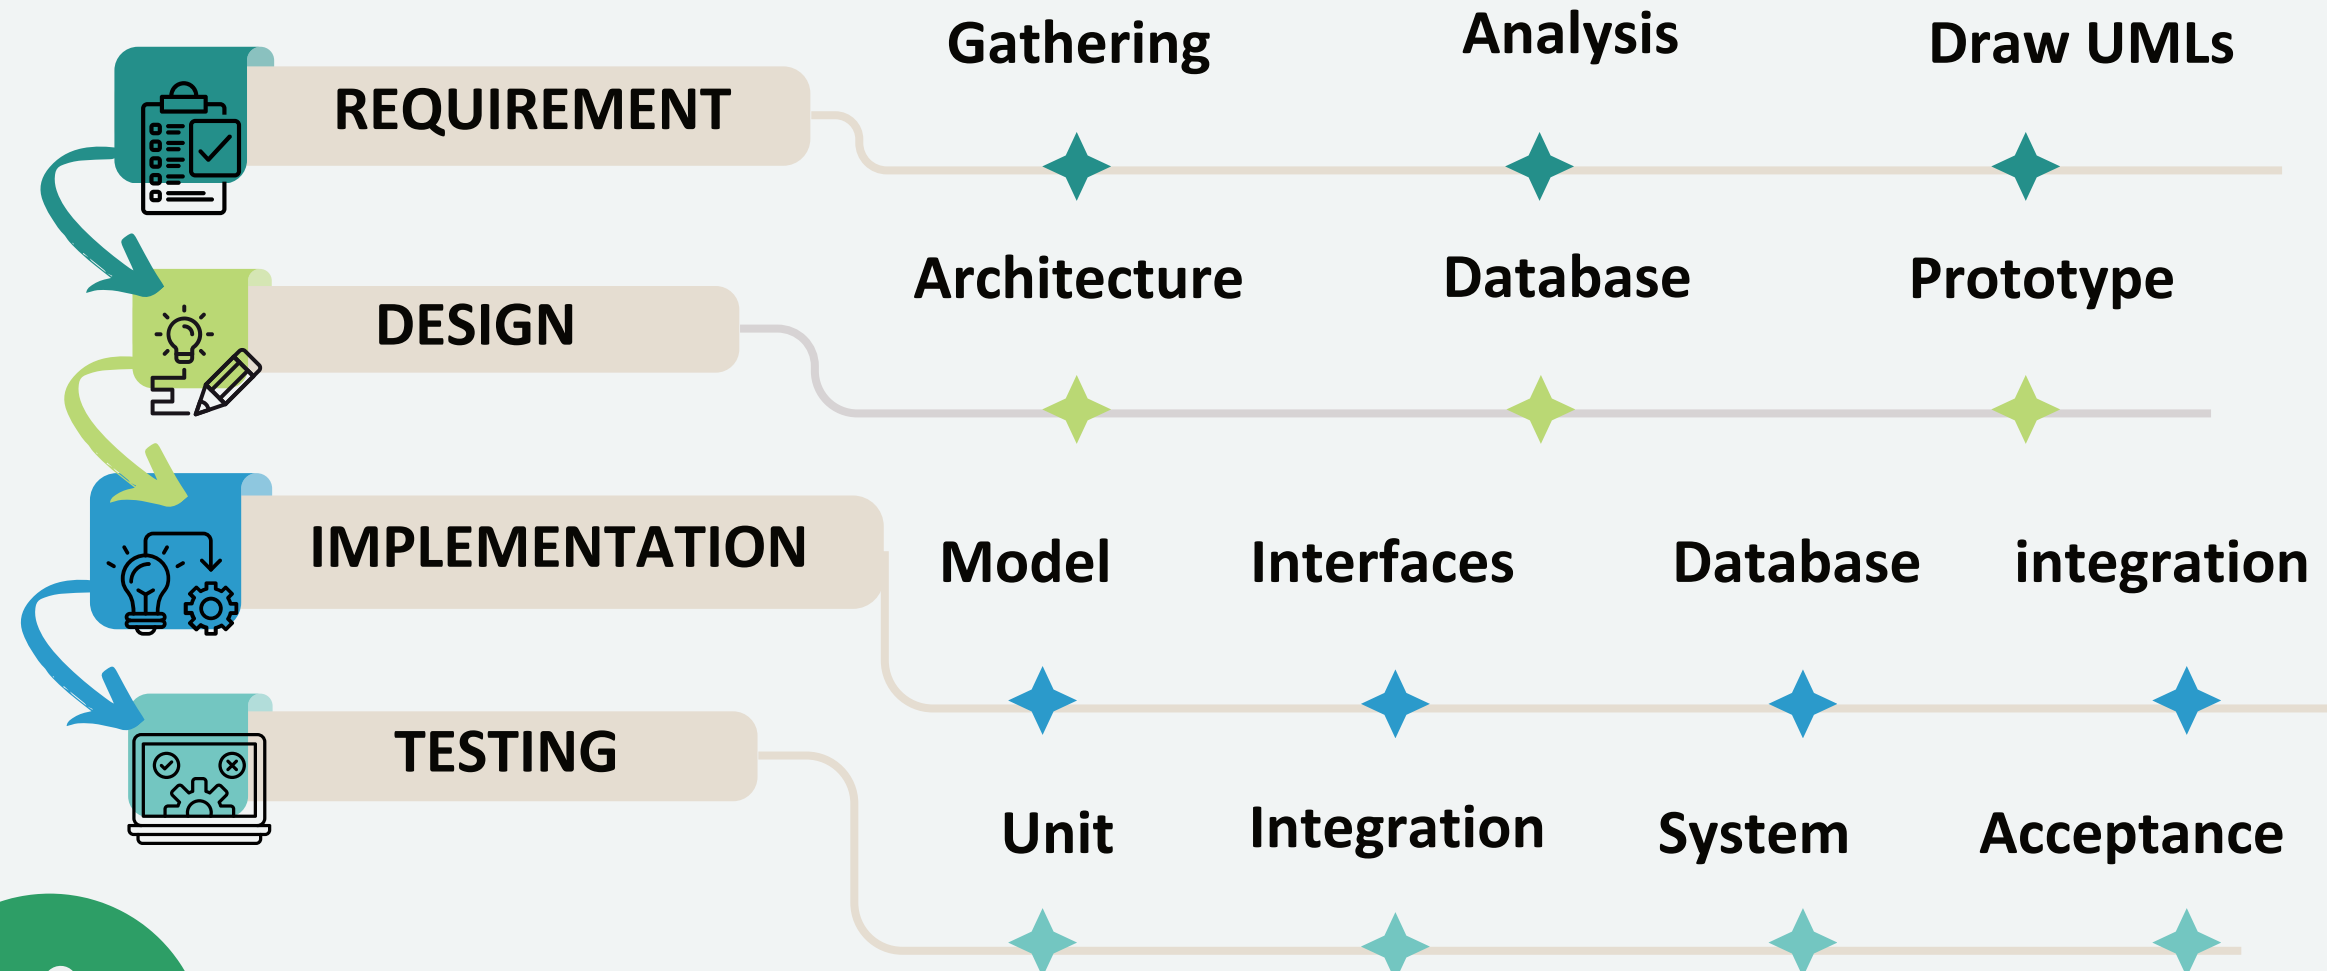 REQUIREMENT
Gathering
Analysis
Draw UMLs
DESIGN
Architecture
Database
Prototype
IMPLEMENTATION
Model
Interfaces
Database
integration
TESTING
Unit
Integration
System
Acceptance